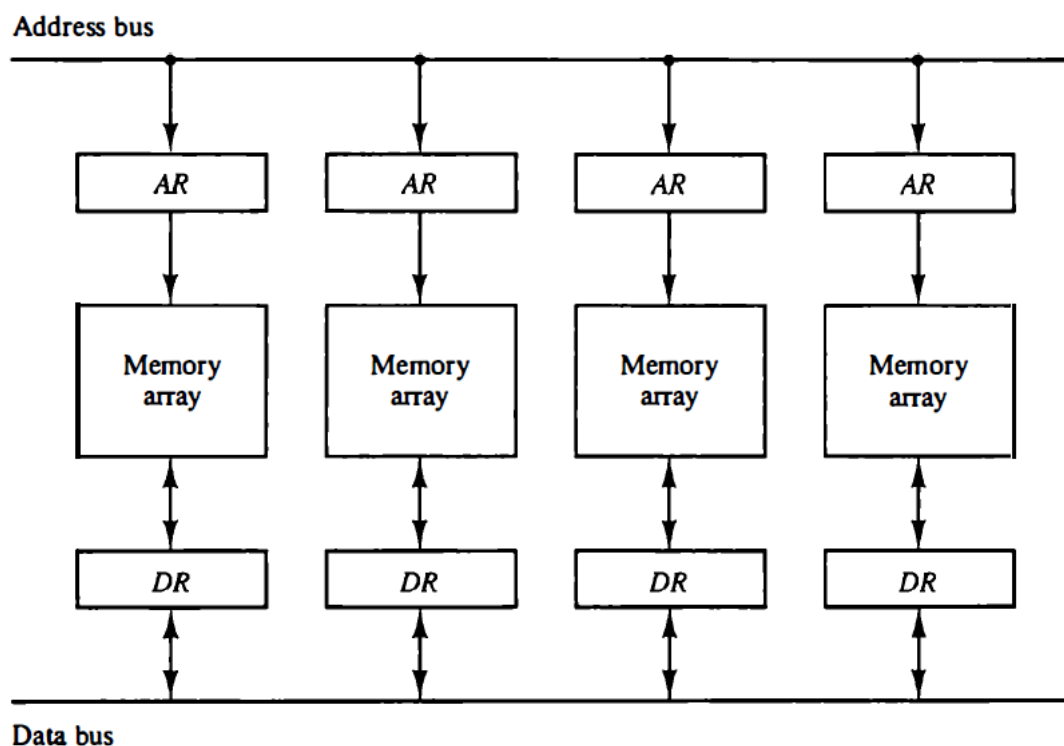 Address bus
AR AR AR AR
Memory Memory Memory Memory
array array array array
DR DR DR DR
Data bus